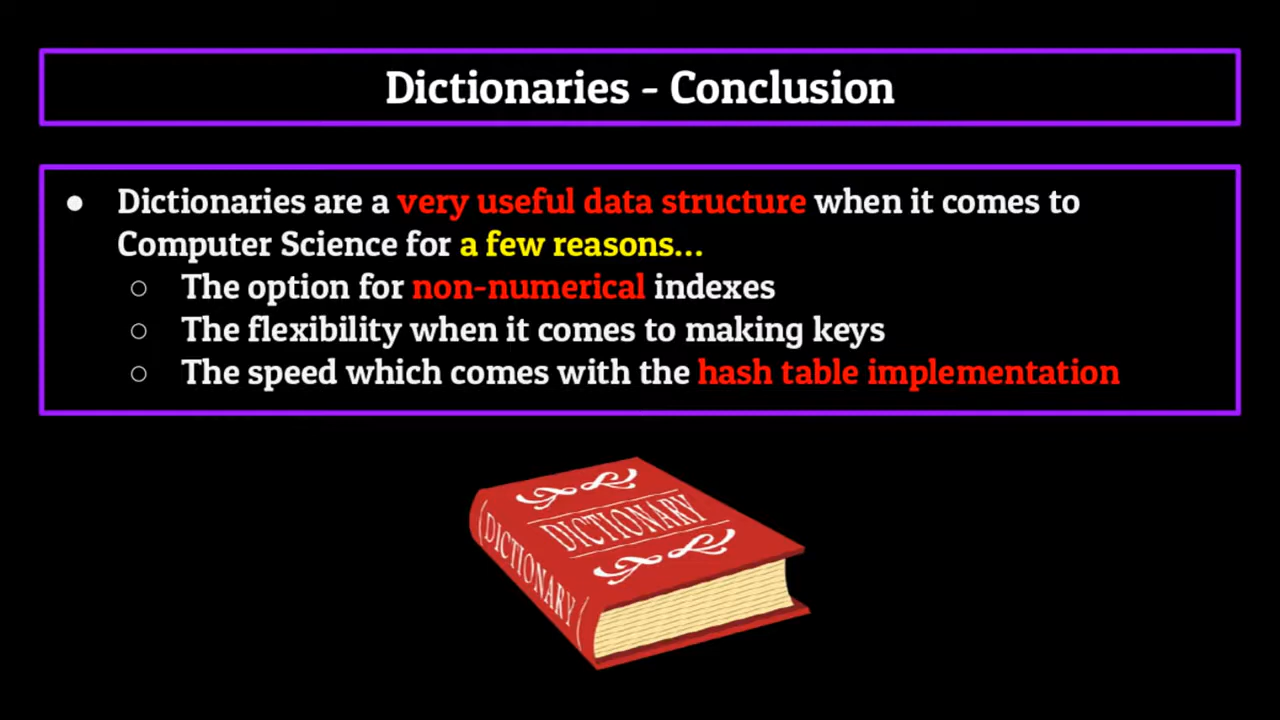 Dictionaries - Conclusion
● Dictionaries are a very useful data structure when it comes to
Computer Science for a few reasons...
○ The option for non-numerical indexes
○ The flexibility when it comes to making keys
○ The speed which comes with the hash table implementation
DICTIONARY
DICTIONARY